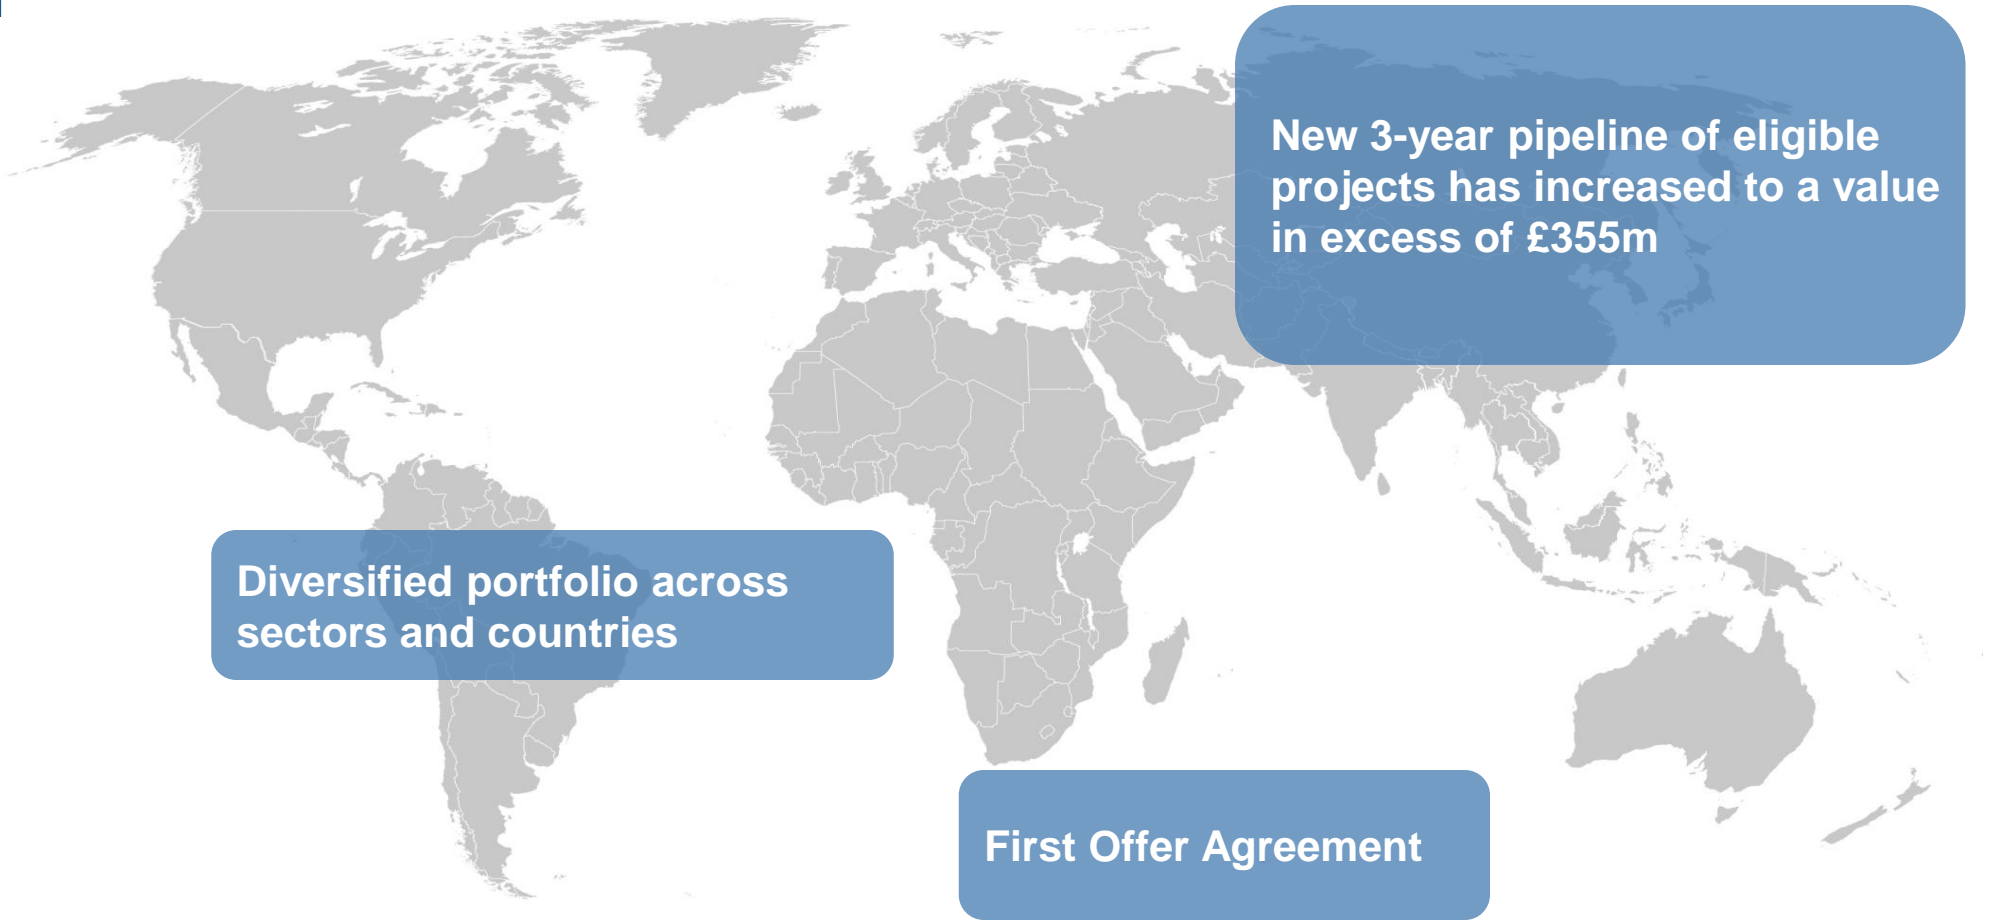 New 3-year pipeline of eligible
projects has increased to a value
in excess of £355m
Diversified portfolio across
sectors and countries
First Offer Agreement